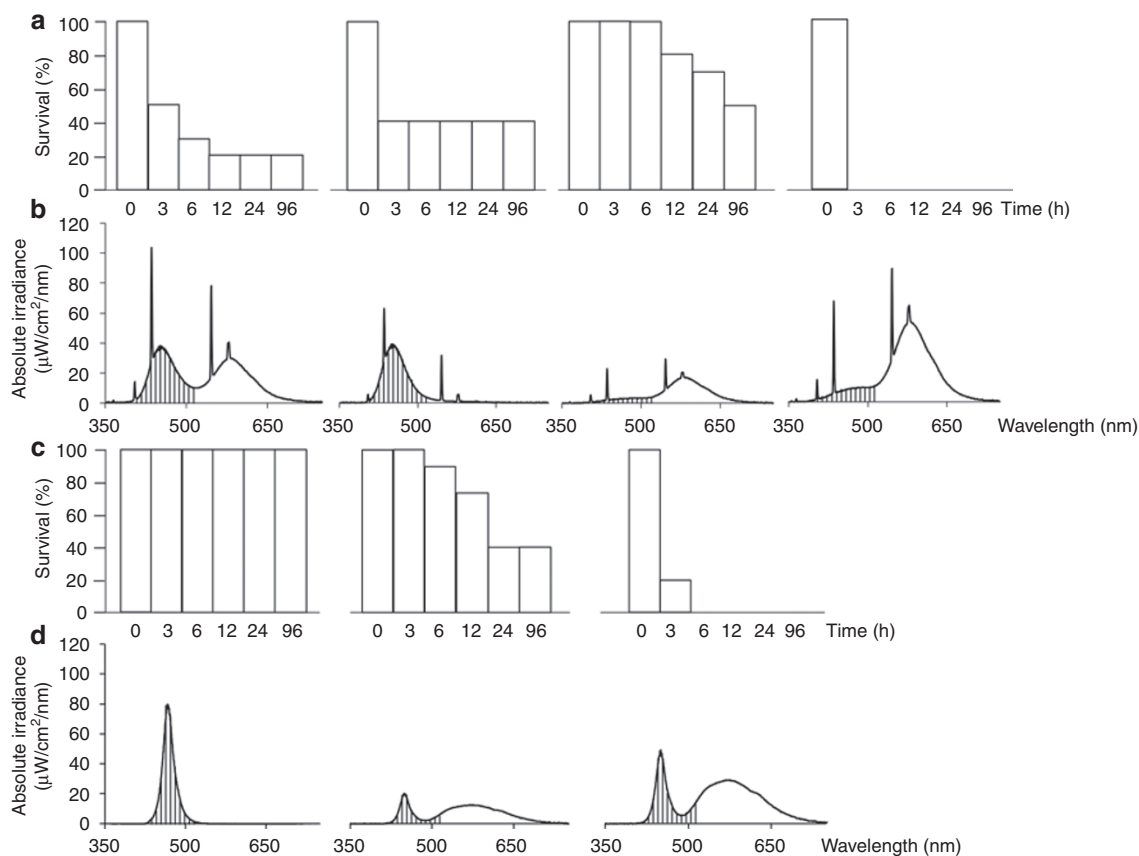 a
Survival (%)
100
80
60
40
20
0
0 3 6 12 24 96 0 3 6 12 24 96 0 3 6 12 24 96 0 3 6 12 24 96 Time (h)
b
Absolute irradiance
(μW/cm²/nm)
120
100
80
60
40
20
0
350 500 650 350 500 650 350 500 650 350 500 650 Wavelength (nm)
c
Survival (%)
100
80
60
40
20
0
0 3 6 12 24 96 0 3 6 12 24 96 0 3 6 12 24 96 Time (h)
d
Absolute irradiance
(μW/cm²/nm)
120
100
80
60
40
20
0
350 500 650 350 500 650 350 500 650 Wavelength (nm)